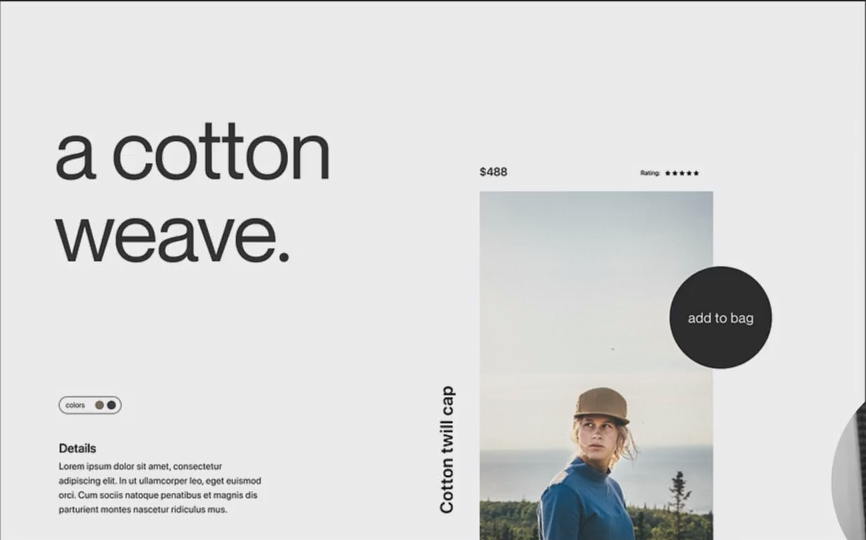 a cotton
weave.
$488
Rating: ★★★★★
add to bag
Cotton twill cap
colors
Details
Lorem ipsum dolor sit amet, consectetur
adipiscing elit. In ut ullamcorper leo, eget euismod
orci. Cum sociis natoque penatibus et magnis dis
parturient montes nascetur ridiculus mus.